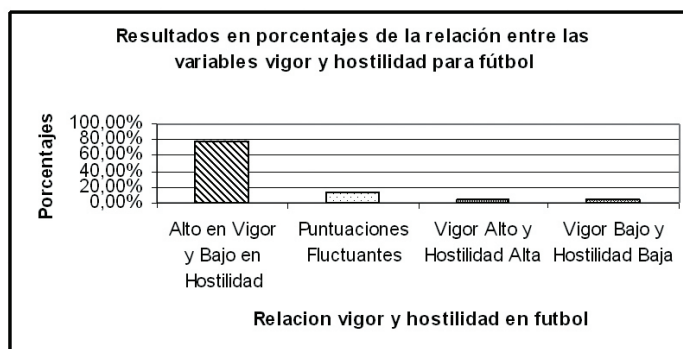 Resultados en porcentajes de la relación entre las
variables vigor y hostilidad para fútbol
Porcentajes
100,00%
80,00%
60,00%
40,00%
20,00%
0,00%
Alto en Vigor
y Bajo en
Hostilidad
Puntuaciones
Fluctuantes
Vigor Alto y
Hostilidad Alta
Vigor Bajo y
Hostilidad Baja
Relacion vigor y hostilidad en futbol